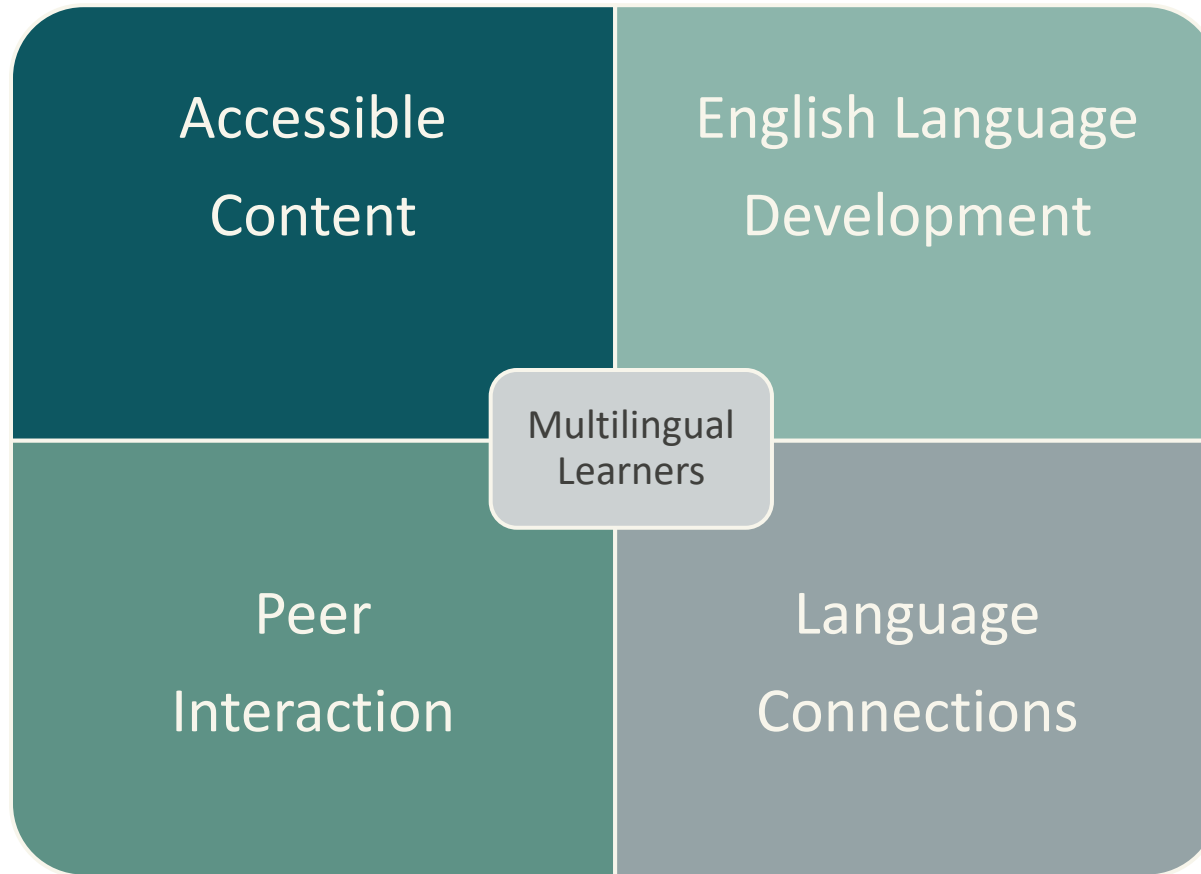 Accessible
Content
English Language
Development
Multilingual
Learners
Peer
Interaction
Language
Connections